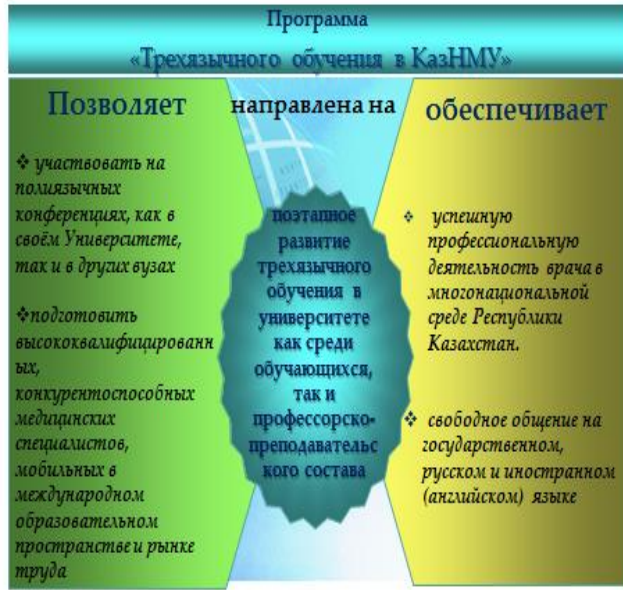 Программа
«Трехязычного обучения в КазНМУ»
Позволяет
❖ участвовать на
полиязычных
конференциях, как в
своём Университете,
так и в других вузах
❖подготовить
высококвалифицированн
ых,
конкурентоспособных
медицинских
специалистов,
мобильных в
международном
образовательном
пространстве и рынке
труда
направлена на
поэтапное
развитие
трехязычного
обучения в
университете
как среди
обучающихся,
так и
профессорско-
преподавательс
кого состава
обеспечивает
❖ успешную
профессиональную
деятельность врача в
многонациональной
среде Республики
Казахстан.
❖ свободное общение на
государственном,
русском и иностранном
(английском) языке